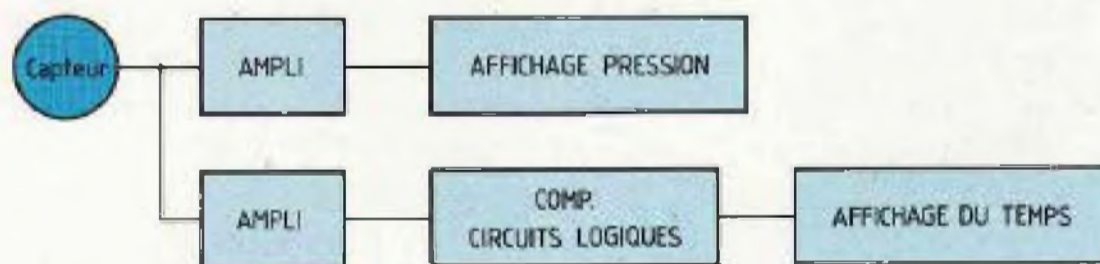 Capteur
AMPLI
AFFICHAGE PRESSION
AMPLI
COMP.
CIRCUITS LOGIQUES
AFFICHAGE DU TEMPS